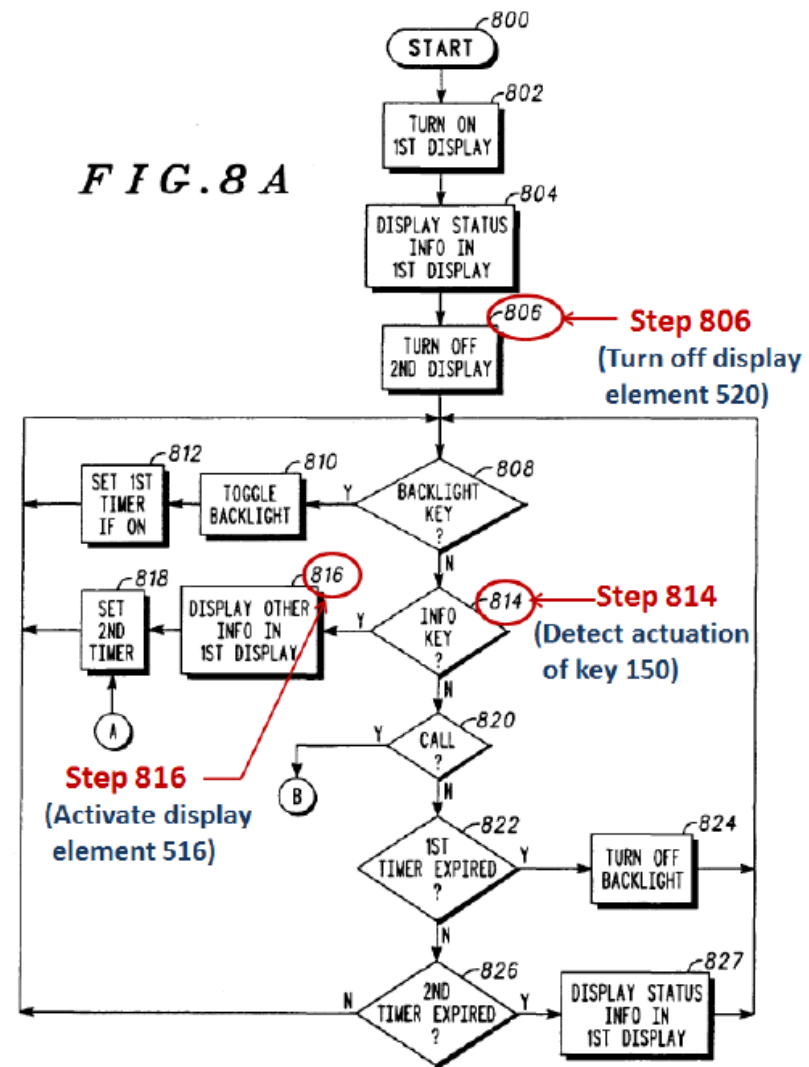 800
START
802
TURN ON
1ST DISPLAY
FIG.8A
804
DISPLAY STATUS
INFO IN
1ST DISPLAY
806
Step 806
TURN OFF
2ND DISPLAY
(Turn off display
element 520)
812
SET 1ST
TIMER
IF ON
810
TOGGLE
BACKLIGHT
Y
808
BACKLIGHT
KEY
?
N
818
SET
2ND
TIMER
816
DISPLAY OTHER
INFO IN
1ST DISPLAY
Y
814
INFO
KEY
?
Step 814
(Detect actuation
of key 150)
N
A
Y
820
CALL
?
B
N
Step 816
(Activate display
element 516)
822
1ST
TIMER EXPIRED
?
Y
824
TURN OFF
BACKLIGHT
N
N
826
2ND
TIMER EXPIRED
?
Y
827
DISPLAY STATUS
INFO IN
1ST DISPLAY